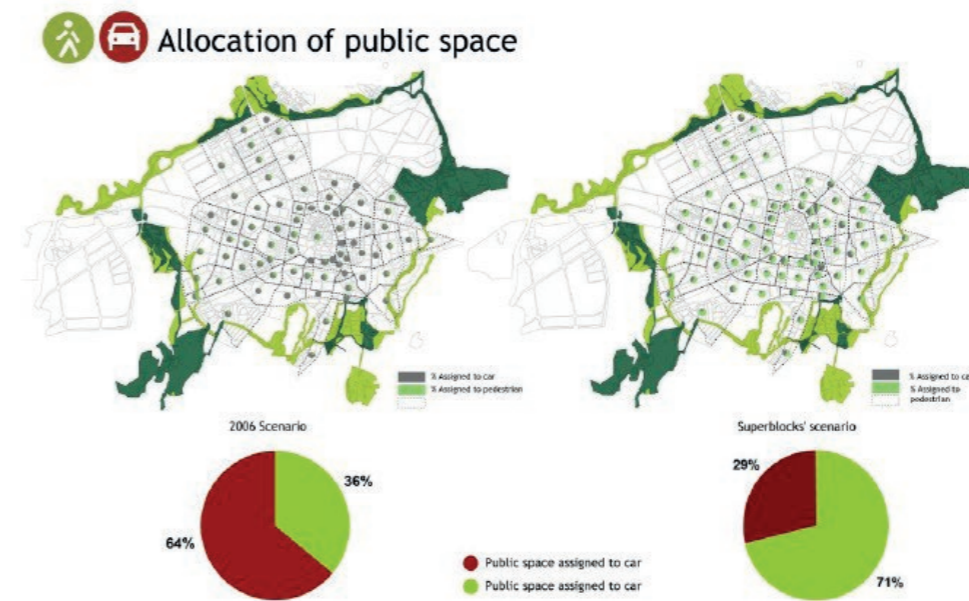 Allocation of public space
% Assigned to car
% Assigned to pedestrian
% Assigned to ca
% Assigned to
pedestrian
2006 Scenario
Superblocks' scenario
36%
64%
29%
71%
Public space assigned to car
Public space assigned to car